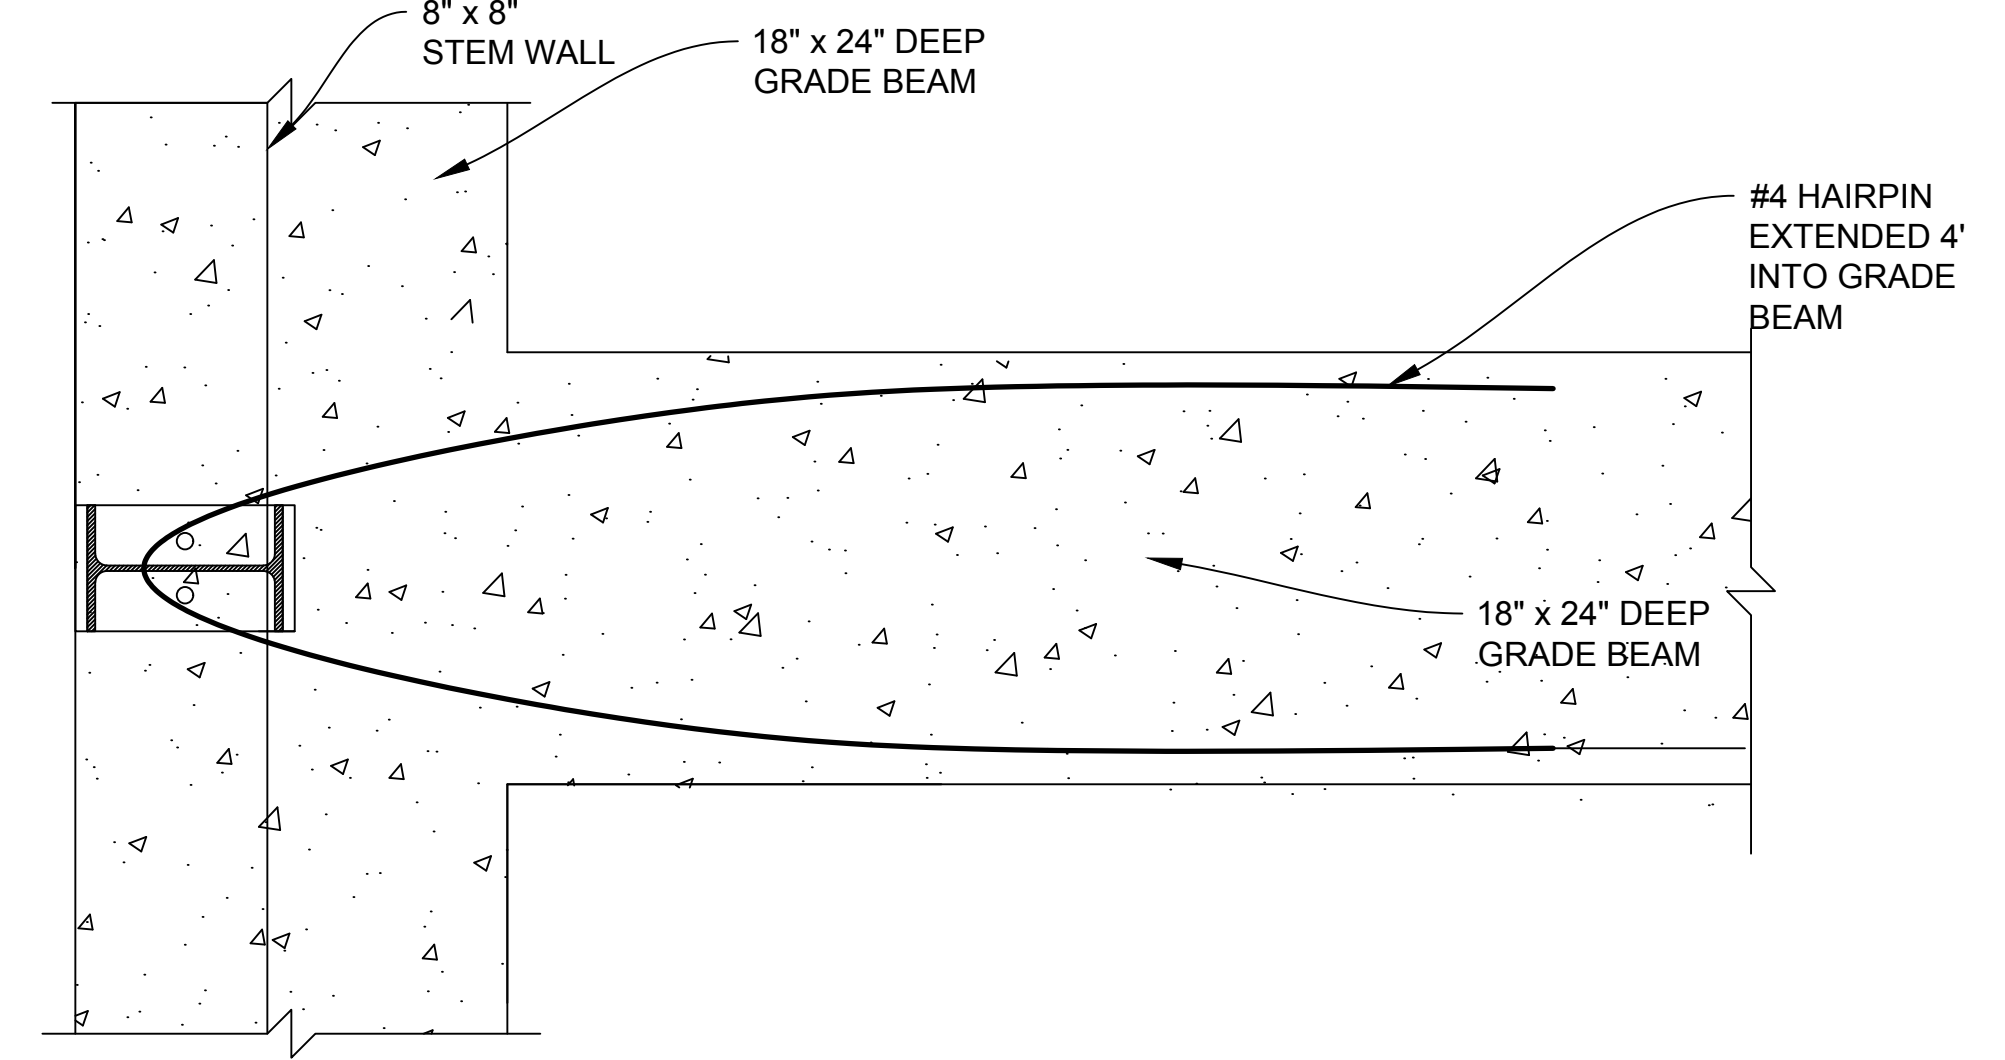 8" x 8"
STEM WALL
18" x 24" DEEP
GRADE BEAM
#4 HAIRPIN
EXTENDED 4'
INTO GRADE
BEAM
18" x 24" DEEP
GRADE BEAM